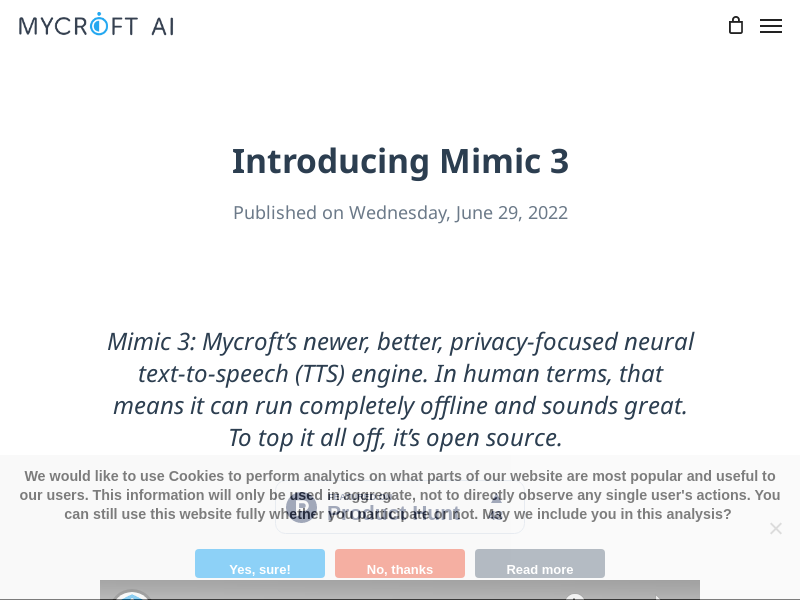 MYCROFT AI
Introducing Mimic 3
Published on Wednesday, June 29, 2022
Mimic 3: Mycroft’s newer, better, privacy-focused neural
text-to-speech (TTS) engine. In human terms, that
means it can run completely offline and sounds great.
To top it all off, it’s open source.
We would like to use Cookies to perform analytics on what parts of our website are most popular and useful to
our users. This information will only be used in aggregate, not to directly observe any single user's actions. You
can still use this website fully whether you participate or not. May we include you in this analysis?
Product Hunt
Yes, sure!
No, thanks
Read more